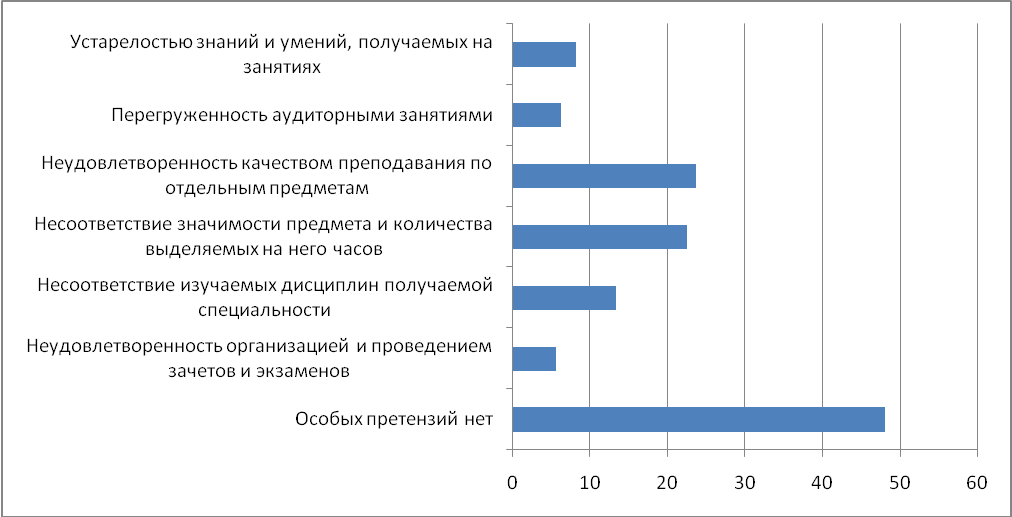 Устарелостью знаний и умений, получаемых на
занятиях
Перегруженность аудиторными занятиями
Неудовлетворенность качеством преподавания по
отдельным предметам
Несоответствие значимости предмета и количества
выделяемых на него часов
Несоответствие изучаемых дисциплин получаемой
специальности
Неудовлетворенность организацией и проведением
зачетов и экзаменов
Особых претензий нет
0 10 20 30 40 50 60